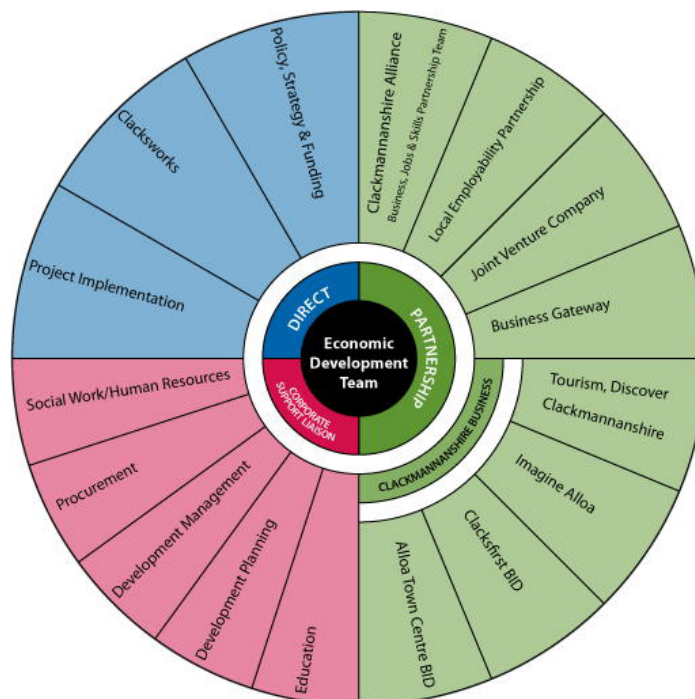 Policy, Strategy & Funding
Clacksworks
Project Implementation
Clackmannanshire Alliance
Business, Jobs & Skills Partnership Team
Local Employability Partnership
Joint Venture Company
Business Gateway
DIRECT
PARTNERSHIP
Economic
Development
Team
CORPORATE
SUPPORT LIAISON
CLACKMANNANSHIRE BUSINESS
Tourism, Discover
Clackmannanshire
Imagine Alloa
Clacksfirst BID
Alloa Town Centre BID
Social Work/Human Resources
Procurement
Development Management
Development Planning
Education